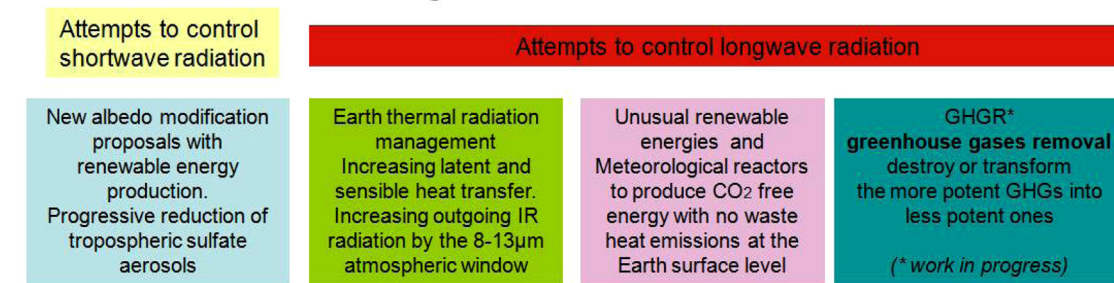 Attempts to control
shortwave radiation
Attempts to control longwave radiation
New albedo modification
proposals with
renewable energy
production.
Progressive reduction of
tropospheric sulfate
aerosols
Earth thermal radiation
management
Increasing latent and
sensible heat transfer.
Increasing outgoing IR
radiation by the 8-13µm
atmospheric window
Unusual renewable
energies and
Meteorological reactors
to produce CO2 free
energy with no waste
heat emissions at the
Earth surface level
GHGR*
greenhouse gases removal
destroy or transform
the more potent GHGs into
less potent ones
(* work in progress)